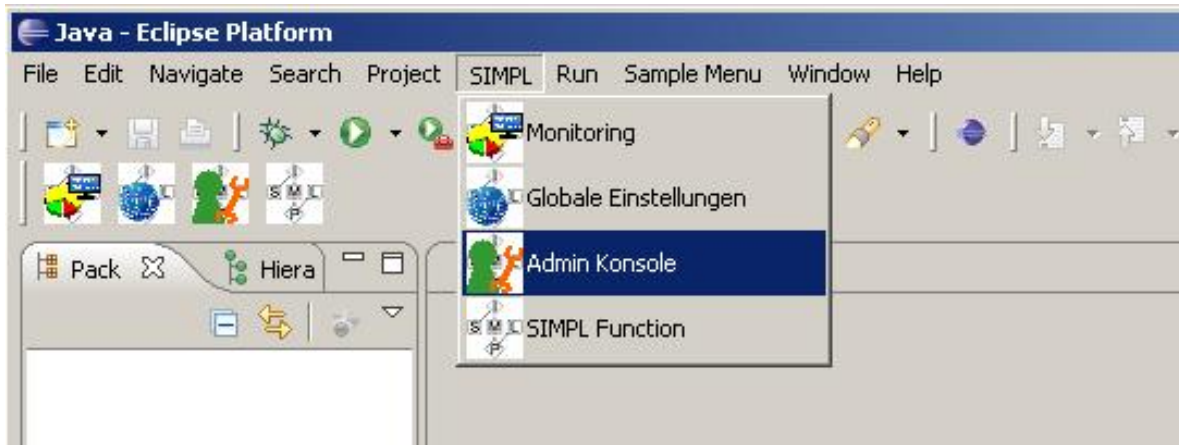 Java - Eclipse Platform
File Edit Navigate Search Project SIMPL Run Sample Menu Window Help
Monitoring
Globale Einstellungen
Admin Konsole
S M L P SIMPL Function
S M L P
Pack Hiera